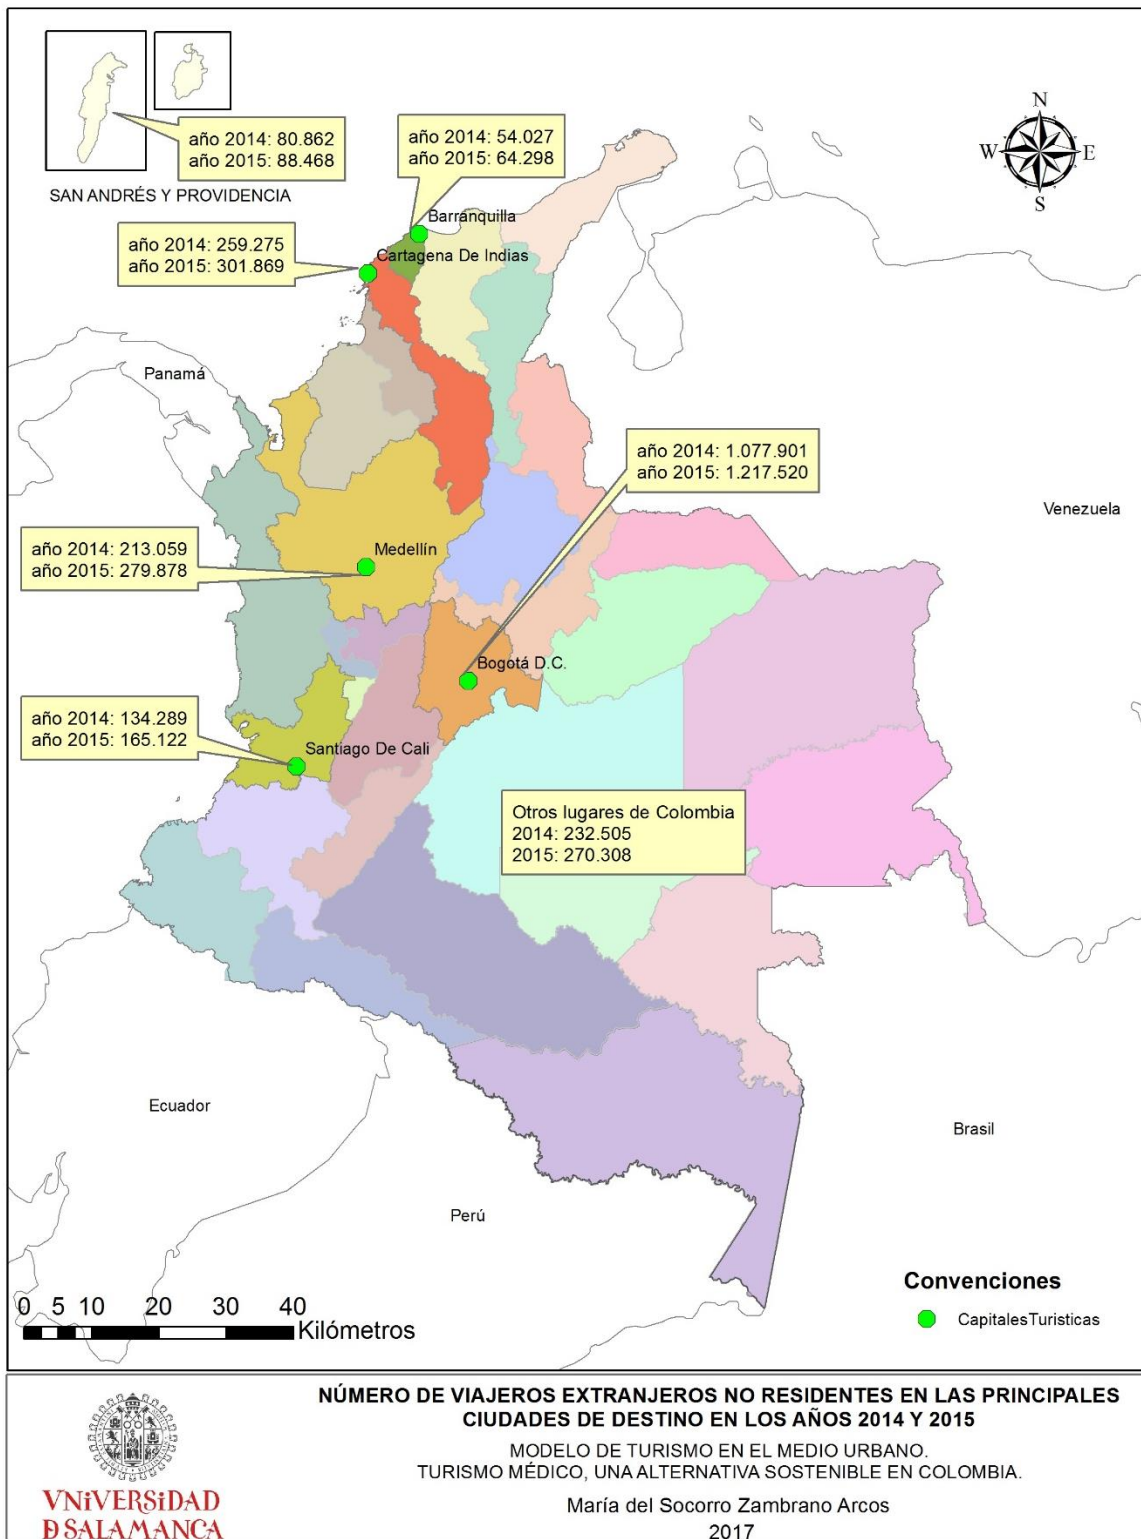 año 2014: 80.862
año 2015: 88.468
SAN ANDRÉS Y PROVIDENCIA
año 2014: 54.027
año 2015: 64.298
N
W
E
S
Barranquilla
año 2014: 259.275
año 2015: 301.869
Cartagena De Indias
Panamá
año 2014: 1.077.901
año 2015: 1.217.520
Venezuela
año 2014: 213.059
año 2015: 279.878
Medellín
Bogotá D.C.
año 2014: 134.289
año 2015: 165.122
Santiago De Cali
Otros lugares de Colombia
2014: 232.505
2015: 270.308
Ecuador
Brasil
Perú
Convenciones
CapitalesTuristicas
0 5 10 20 30 40
Kilómetros
NÚMERO DE VIAJEROS EXTRANJEROS NO RESIDENTES EN LAS PRINCIPALES
CIUDADES DE DESTINO EN LOS AÑOS 2014 Y 2015
MODELO DE TURISMO EN EL MEDIO URBANO.
TURISMO MÉDICO, UNA ALTERNATIVA SOSTENIBLE EN COLOMBIA.
María del Socorro Zambrano Arcos
2017
VNiVERSiDAD
D SALAMANCA